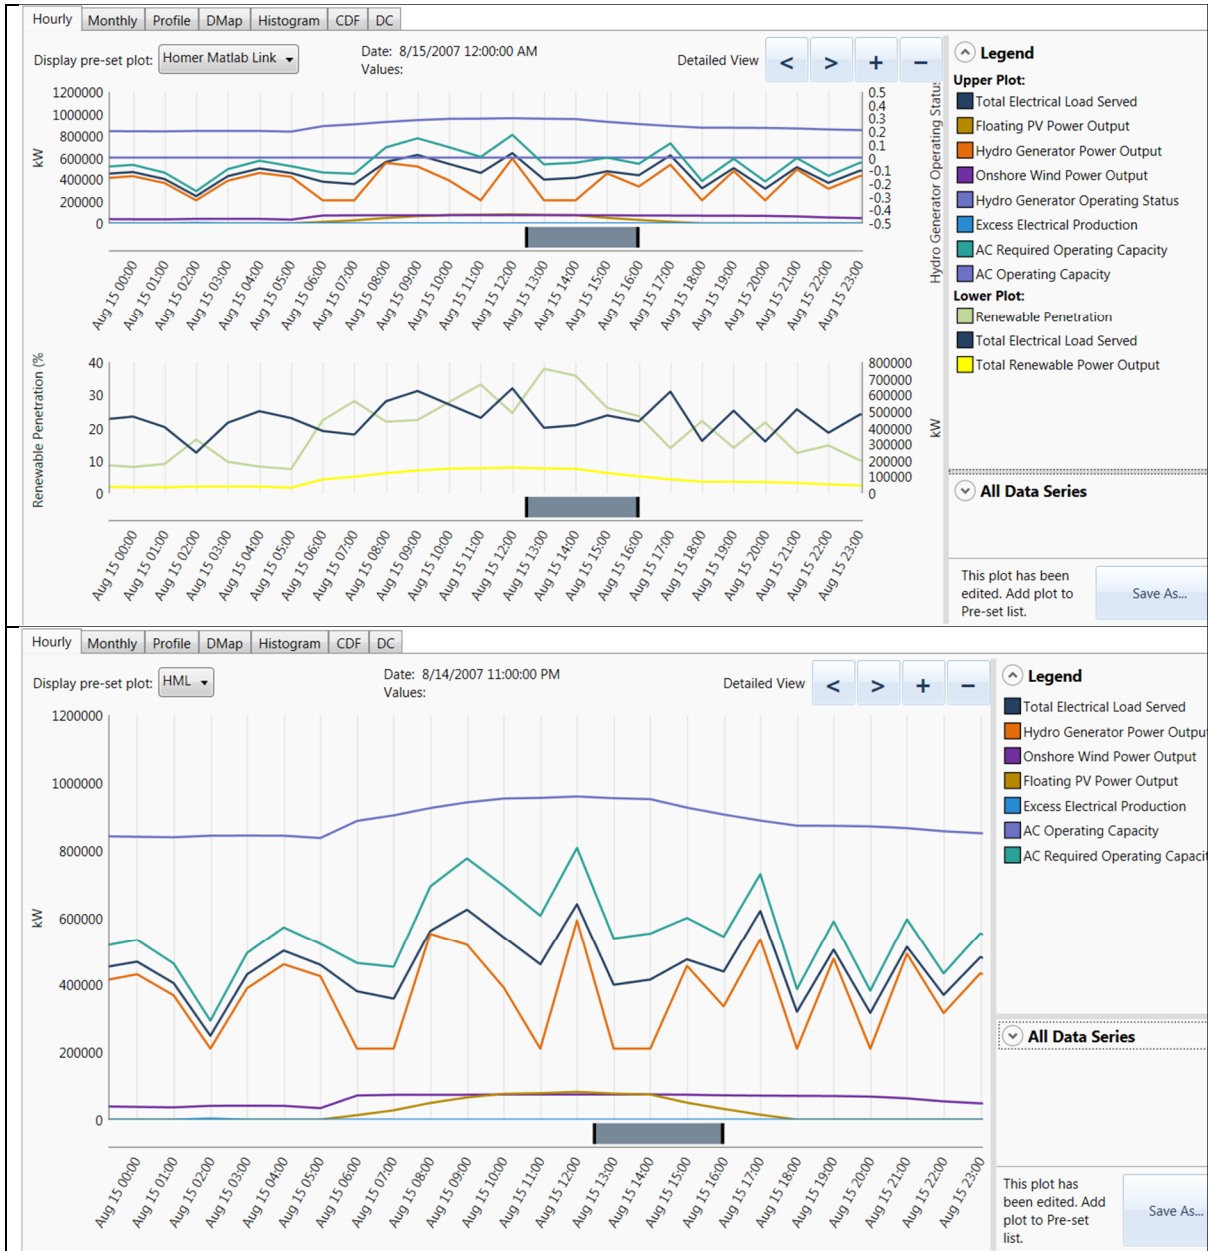 Hourly Monthly Profile DMap Histogram CDF DC
Display pre-set plot: Homer Matlab Link
Date: 8/15/2007 12:00:00 AM
Values:
Detailed View < > + −
1200000
1000000
800000
600000
400000
200000
0
kW
0.5
0.4
0.3
0.2
0.1
0
-0.1
-0.2
-0.3
-0.4
-0.5
Hydro Generator Operating Status
Aug 15 00:00
Aug 15 01:00
Aug 15 02:00
Aug 15 03:00
Aug 15 04:00
Aug 15 05:00
Aug 15 06:00
Aug 15 07:00
Aug 15 08:00
Aug 15 09:00
Aug 15 10:00
Aug 15 11:00
Aug 15 12:00
Aug 15 13:00
Aug 15 14:00
Aug 15 15:00
Aug 15 16:00
Aug 15 17:00
Aug 15 18:00
Aug 15 19:00
Aug 15 20:00
Aug 15 21:00
Aug 15 22:00
Aug 15 23:00
Renewable Penetration (%
40
30
20
10
0
800000
700000
600000
500000
400000
300000
200000
100000
0
kW
Aug 15 00:00
Aug 15 01:00
Aug 15 02:00
Aug 15 03:00
Aug 15 04:00
Aug 15 05:00
Aug 15 06:00
Aug 15 07:00
Aug 15 08:00
Aug 15 09:00
Aug 15 10:00
Aug 15 11:00
Aug 15 12:00
Aug 15 13:00
Aug 15 14:00
Aug 15 15:00
Aug 15 16:00
Aug 15 17:00
Aug 15 18:00
Aug 15 19:00
Aug 15 20:00
Aug 15 21:00
Aug 15 22:00
Aug 15 23:00
Legend
Upper Plot:
Total Electrical Load Served
Floating PV Power Output
Hydro Generator Power Output
Onshore Wind Power Output
Hydro Generator Operating Status
Excess Electrical Production
AC Required Operating Capacity
AC Operating Capacity
Lower Plot:
Renewable Penetration
Total Electrical Load Served
Total Renewable Power Output
All Data Series
This plot has been
edited. Add plot to
Pre-set list.
Save As...
Hourly Monthly Profile DMap Histogram CDF DC
Display pre-set plot: HML
Date: 8/14/2007 11:00:00 PM
Values:
Detailed View < > + −
1200000
1000000
800000
600000
400000
200000
0
kW
Aug 15 00:00
Aug 15 01:00
Aug 15 02:00
Aug 15 03:00
Aug 15 04:00
Aug 15 05:00
Aug 15 06:00
Aug 15 07:00
Aug 15 08:00
Aug 15 09:00
Aug 15 10:00
Aug 15 11:00
Aug 15 12:00
Aug 15 13:00
Aug 15 14:00
Aug 15 15:00
Aug 15 16:00
Aug 15 17:00
Aug 15 18:00
Aug 15 19:00
Aug 15 20:00
Aug 15 21:00
Aug 15 22:00
Aug 15 23:00
Legend
Total Electrical Load Served
Hydro Generator Power Outpu
Onshore Wind Power Output
Floating PV Power Output
Excess Electrical Production
AC Operating Capacity
AC Required Operating Capacit
All Data Series
This plot has
been edited. Add
plot to Pre-set
list.
Save As...